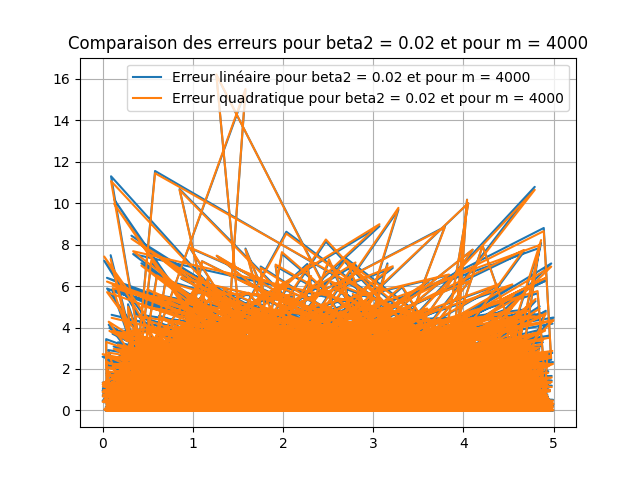 Comparaison des erreurs pour beta2 = 0.02 et pour m = 4000
Erreur linéaire pour beta2 = 0.02 et pour m = 4000
Erreur quadratique pour beta2 = 0.02 et pour m = 4000
16
14
12
10
8
6
4
2
0
0 1 2 3 4 5